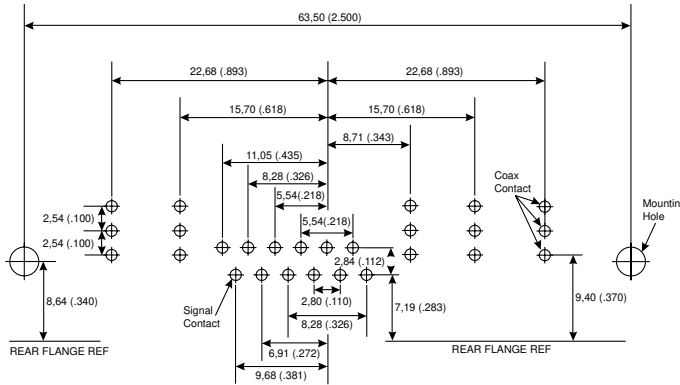 63,50 (2.500)
22,68 (.893)
22,68 (.893)
15,70 (.618)
15,70 (.618)
8,71 (.343)
11,05 (.435)
8,28 (.326)
5,54(.218)
5,54(.218)
Coax
Contact
Mountin
Hole
2,54 (.100)
2,54 (.100)
2,84 (.112)
8,64 (.340)
2,80 (.110)
7,19 (.283)
9,40 (.370)
Signal
Contact
8,28 (.326)
REAR FLANGE REF
REAR FLANGE REF
6,91 (.272)
9,68 (.381)